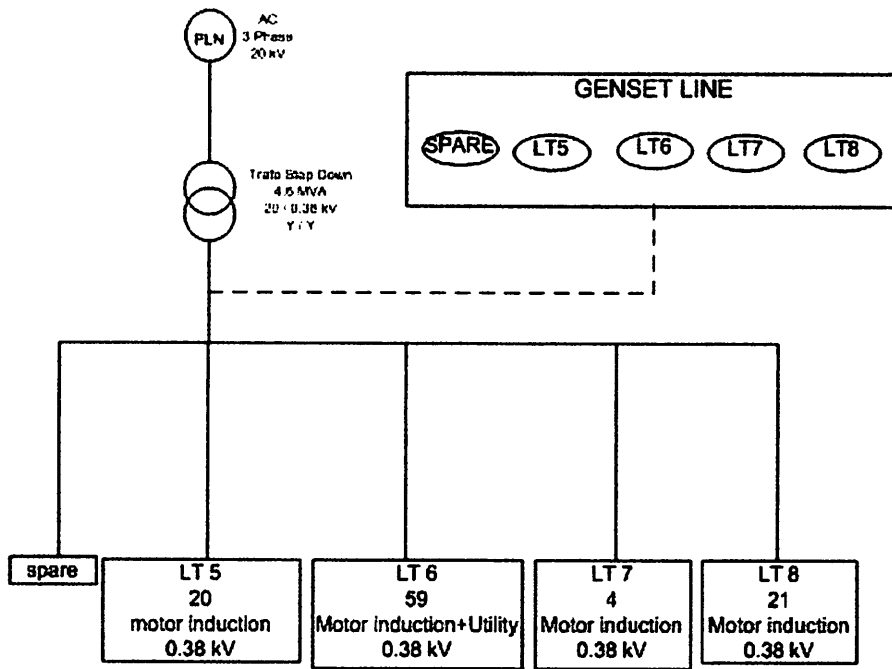 PLN
AC
3 Phase
20 kV
GENSET LINE
SPARE
LT5
LT6
LT7
LT8
Trafo Step Down
4.6 MVA
20 / 0.38 kV
Y / Y
spare
LT 5
20
motor induction
0.38 kV
LT 6
59
Motor induction+Utility
0.38 kV
LT 7
4
Motor induction
0.38 kV
LT 8
21
Motor induction
0.38 kV